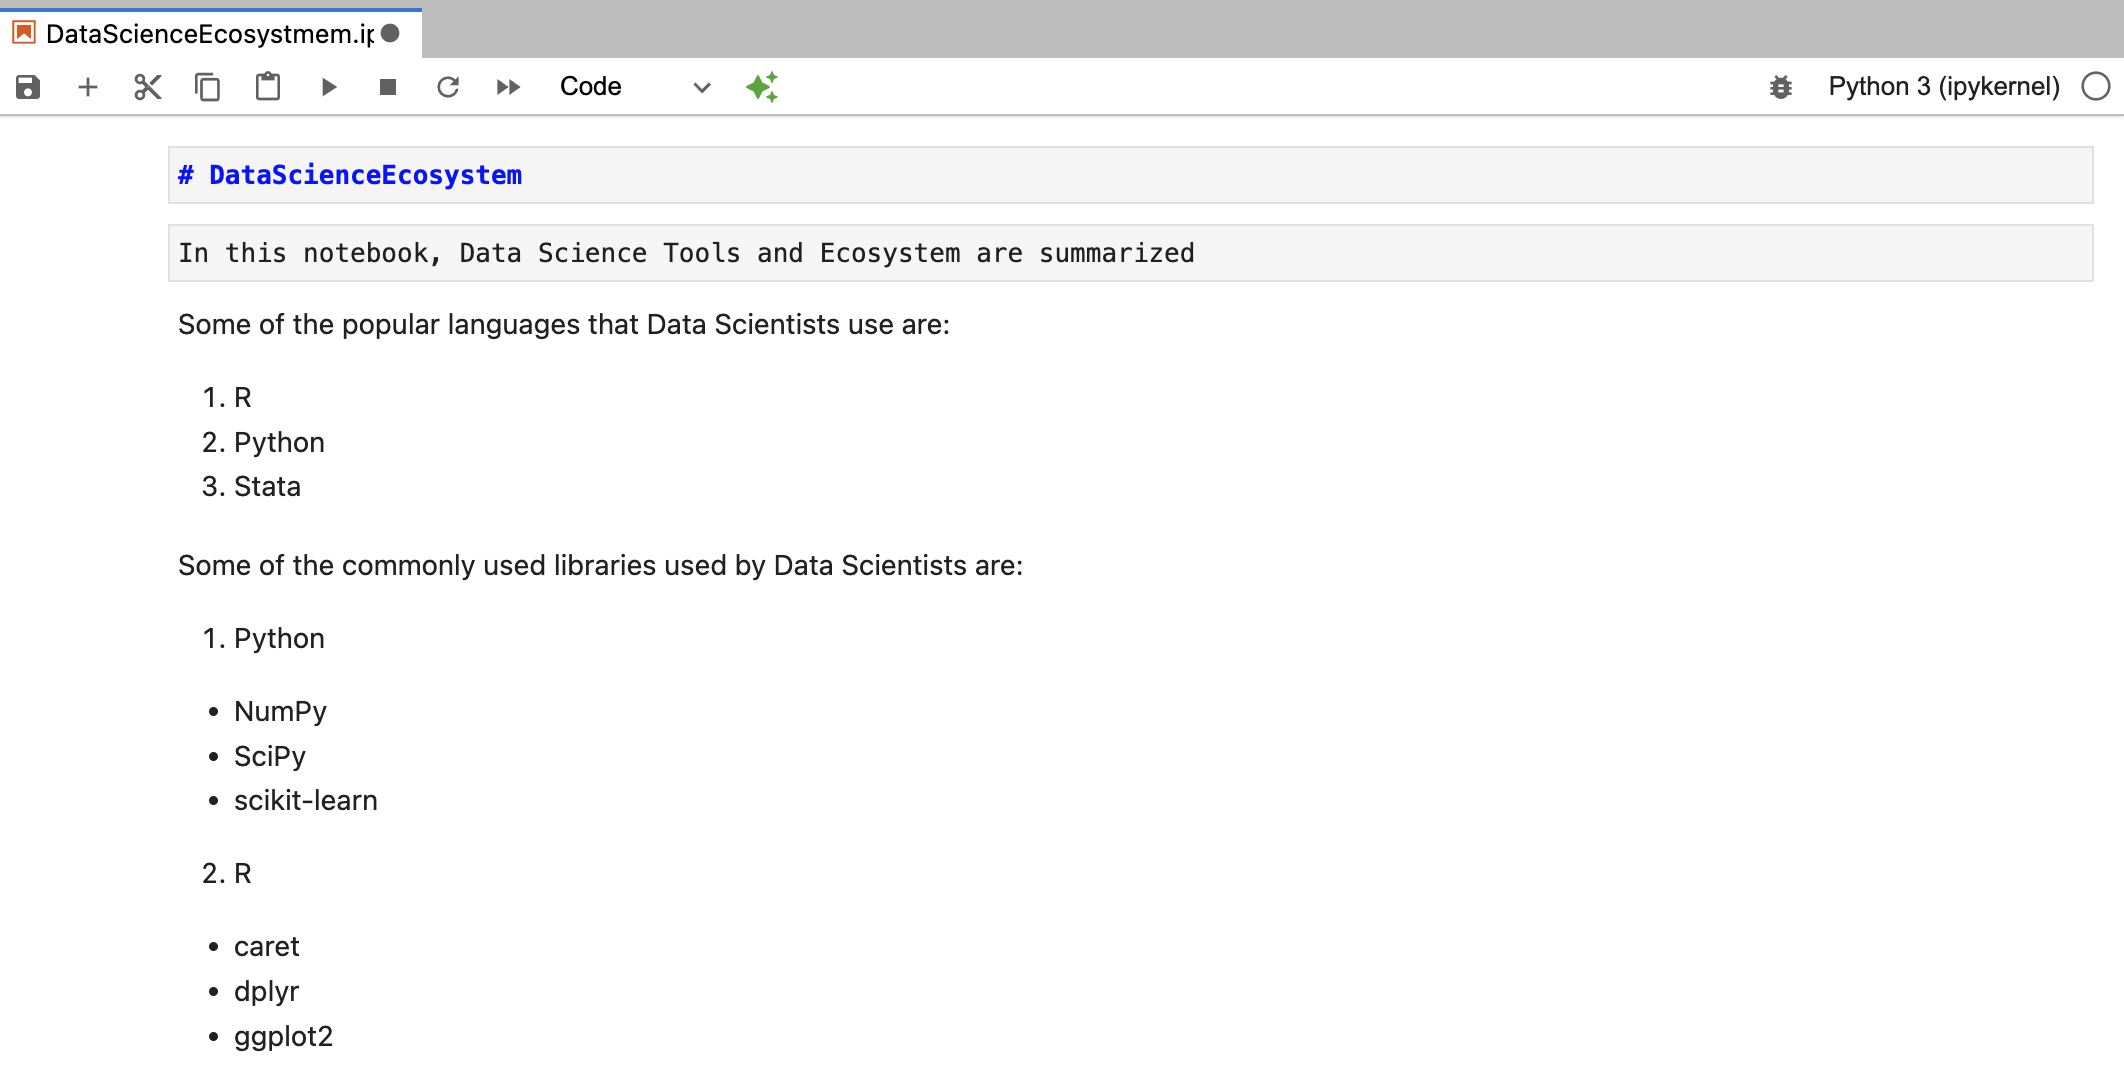 DataScienceEcosystmem.ip
Code
Python 3 (ipykernel)
# DataScienceEcosystem
In this notebook, Data Science Tools and Ecosystem are summarized
Some of the popular languages that Data Scientists use are:
1. R
2. Python
3. Stata
Some of the commonly used libraries used by Data Scientists are:
1. Python
• NumPy
• SciPy
• scikit-learn
2. R
• caret
• dplyr
• ggplot2